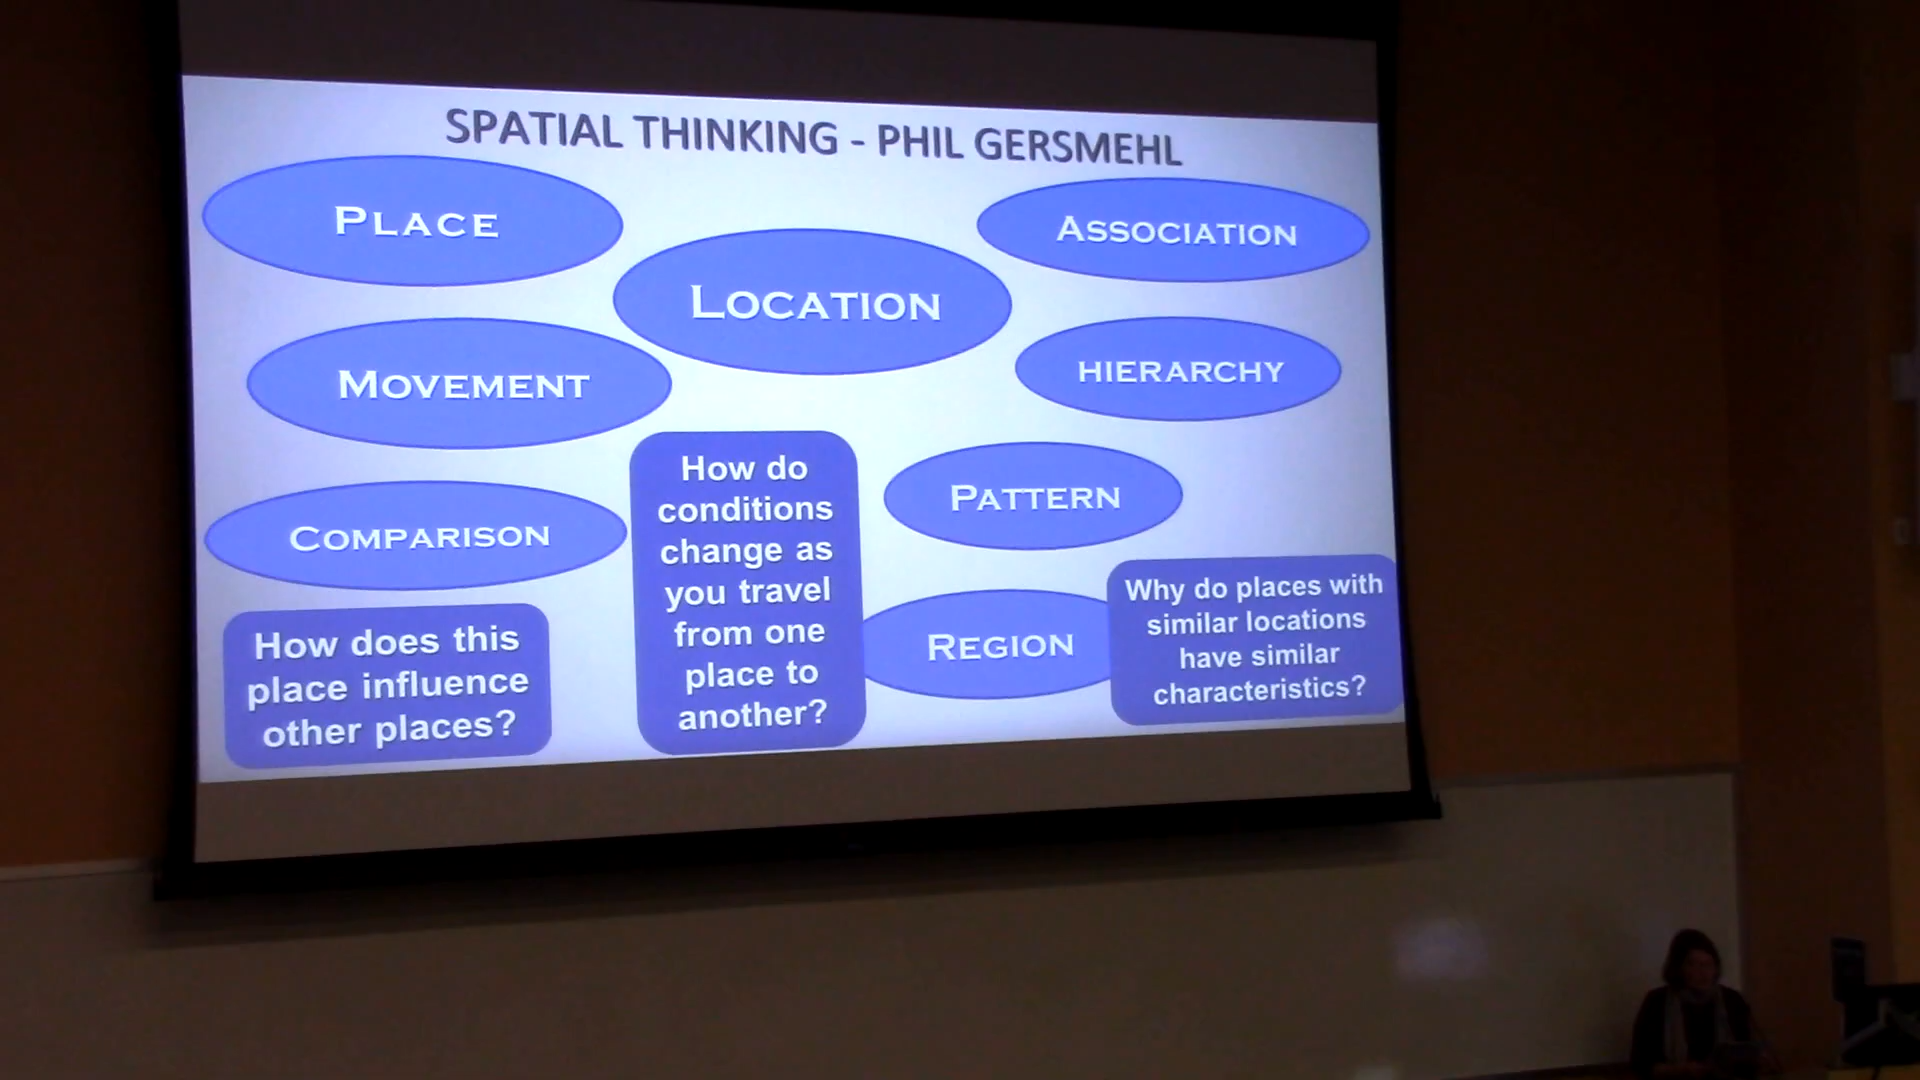 SPATIAL THINKING - PHIL GERSMEHL
PLACE
ASSOCIATION
LOCATION
MOVEMENT
HIERARCHY
COMPARISON
How do
conditions
change as
you travel
from one
place to
another?
PATTERN
How does this
place influence
other places?
REGION
Why do places with
similar locations
have similar
characteristics?